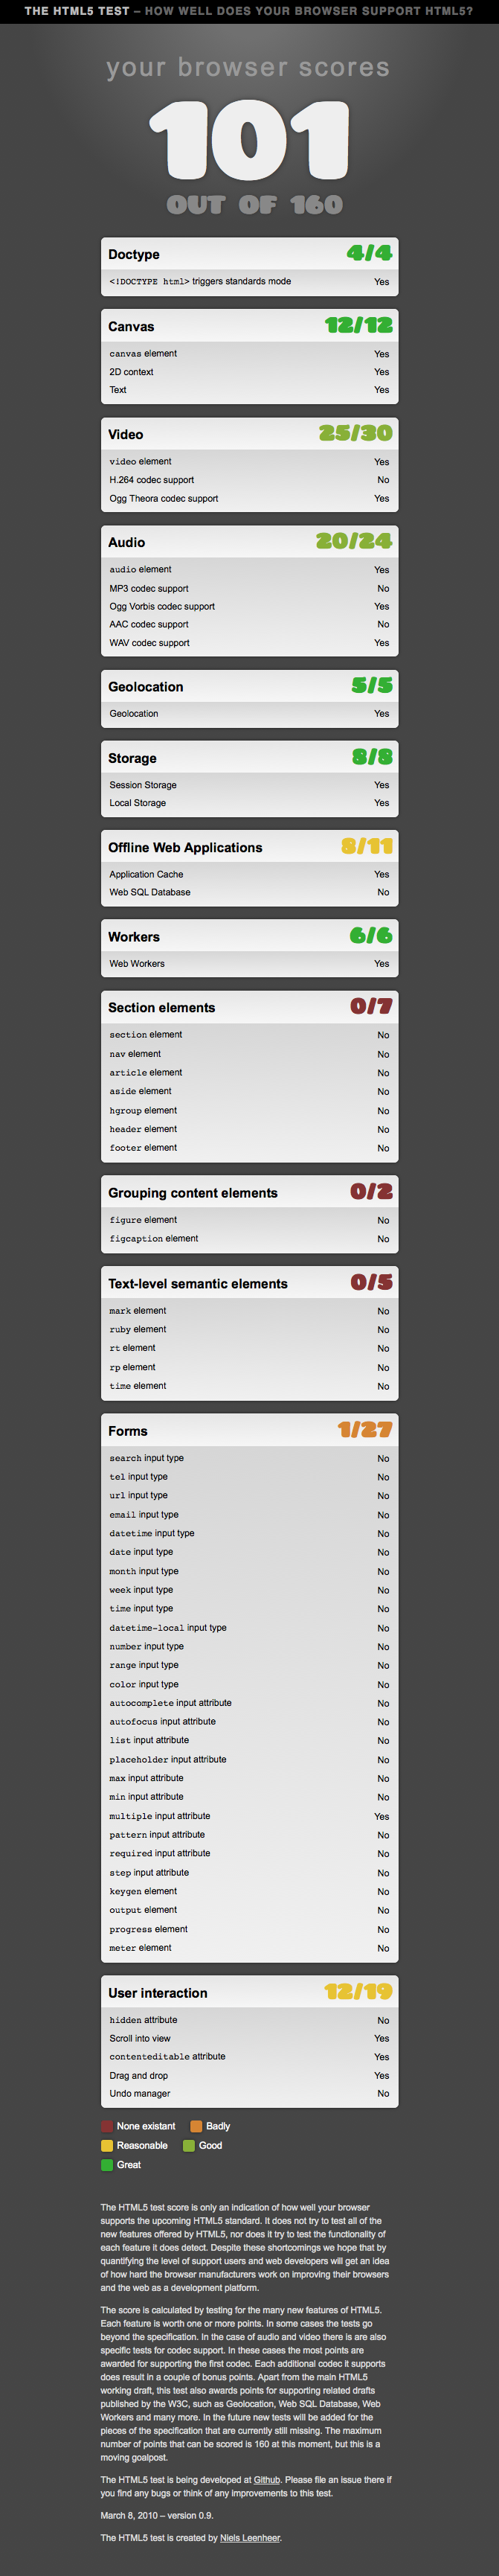 THE HTML5 TEST – HOW WELL DOES YOUR BROWSER SUPPORT HTML5?
your browser scores
101
OUT OF 160
Doctype 4/4
<!DOCTYPE html> triggers standards mode Yes
Canvas 12/12
canvas element Yes
2D context Yes
Text Yes
Video 25/30
video element Yes
H.264 codec support No
Ogg Theora codec support Yes
Audio 20/24
audio element Yes
MP3 codec support No
Ogg Vorbis codec support Yes
AAC codec support No
WAV codec support Yes
Geolocation 5/5
Geolocation Yes
Storage 8/8
Session Storage Yes
Local Storage Yes
Offline Web Applications 8/11
Application Cache Yes
Web SQL Database No
Workers 6/6
Web Workers Yes
Section elements 0/7
section element No
nav element No
article element No
aside element No
hgroup element No
header element No
footer element No
Grouping content elements 0/2
figure element No
figcaption element No
Text-level semantic elements 0/5
mark element No
ruby element No
rt element No
rp element No
time element No
Forms 1/27
search input type No
tel input type No
url input type No
email input type No
datetime input type No
date input type No
month input type No
week input type No
time input type No
datetime-local input type No
number input type No
range input type No
color input type No
autocomplete input attribute No
autofocus input attribute No
list input attribute No
placeholder input attribute No
max input attribute No
min input attribute No
multiple input attribute Yes
pattern input attribute No
required input attribute No
step input attribute No
keygen element No
output element No
progress element No
meter element No
User interaction 12/19
hidden attribute No
Scroll into view Yes
contenteditable attribute Yes
Drag and drop Yes
Undo manager No
None existant Badly
Reasonable Good
Great
The HTML5 test score is only an indication of how well your browser
supports the upcoming HTML5 standard. It does not try to test all of the
new features offered by HTML5, nor does it try to test the functionality of
each feature it does detect. Despite these shortcomings we hope that by
quantifying the level of support users and web developers will get an idea
of how hard the browser manufacturers work on improving their browsers
and the web as a development platform.
The score is calculated by testing for the many new features of HTML5.
Each feature is worth one or more points. In some cases the tests go
beyond the specification. In the case of audio and video there is are also
specific tests for codec support. In these cases the most points are
awarded for supporting the first codec. Each additional codec it supports
does result in a couple of bonus points. Apart from the main HTML5
working draft, this test also awards points for supporting related drafts
published by the W3C, such as Geolocation, Web SQL Database, Web
Workers and many more. In the future new tests will be added for the
pieces of the specification that are currently still missing. The maximum
number of points that can be scored is 160 at this moment, but this is a
moving goalpost.
The HTML5 test is being developed at Github. Please file an issue there if
you find any bugs or think of any improvements to this test.
March 8, 2010 – version 0.9.
The HTML5 test is created by Niels Leenheer.